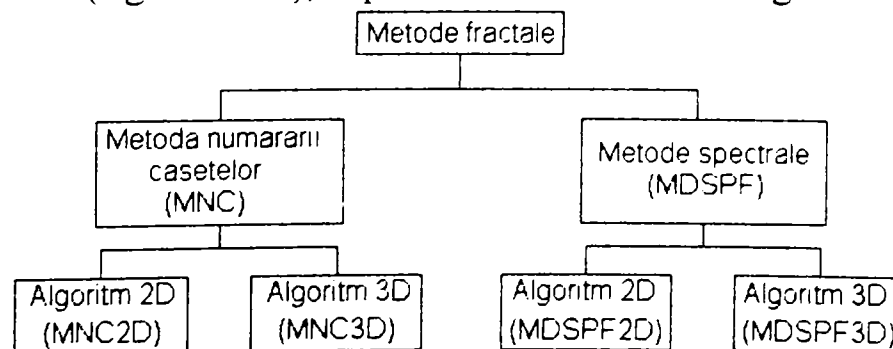 Metode fractale
Metoda numararii
casetelor
(MNC)
Metode spectrale
(MDSPF)
Algoritm 2D
(MNC2D)
Algoritm 3D
(MNC3D)
Algoritm 2D
(MDSPF2D)
Algoritm 3D
(MDSPF3D)